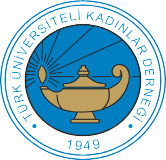 · TÜRK ÜNİVERSİTELİ KADINLAR DERNEĞİ ·
1949